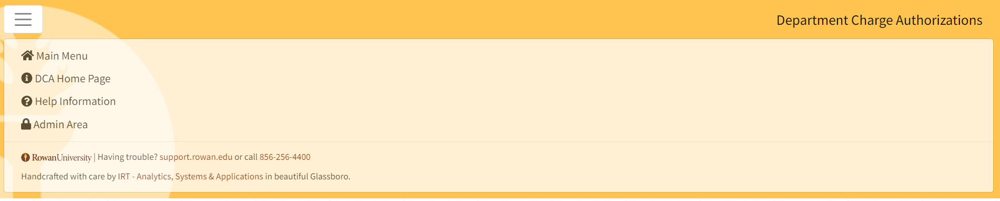 Department Charge Authorizations
Main Menu
DCA Home Page
Help Information
Admin Area
RowanUniversity | Having trouble? support.rowan.edu or call 856-256-4400
Handcrafted with care by IRT - Analytics, Systems & Applications in beautiful Glassboro.